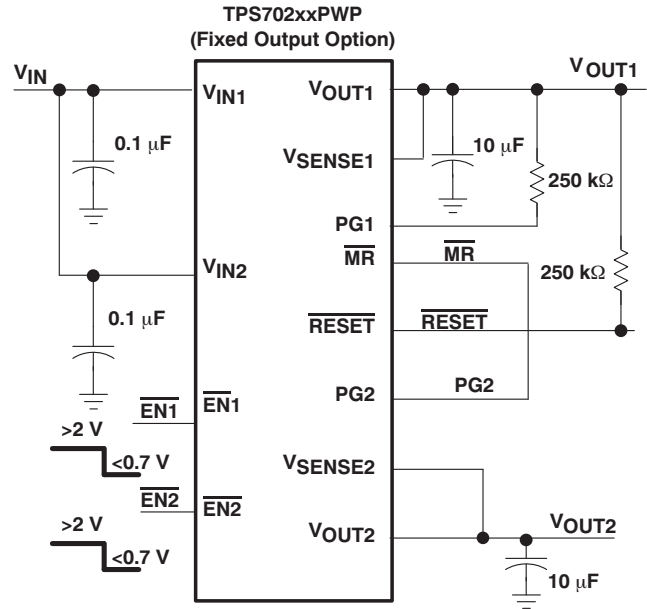 TPS702xxPWP
(Fixed Output Option)
VIN
VIN1
VOUT1
VOUT1
0.1 µF
10 µF
VSENSE1
250 kΩ
PG1
MR
MR
VIN2
250 kΩ
0.1 µF
RESET
RESET
PG2
PG2
EN1
EN1
>2 V
<0.7 V
VSENSE2
EN2
EN2
>2 V
<0.7 V
VOUT2
VOUT2
10 µF